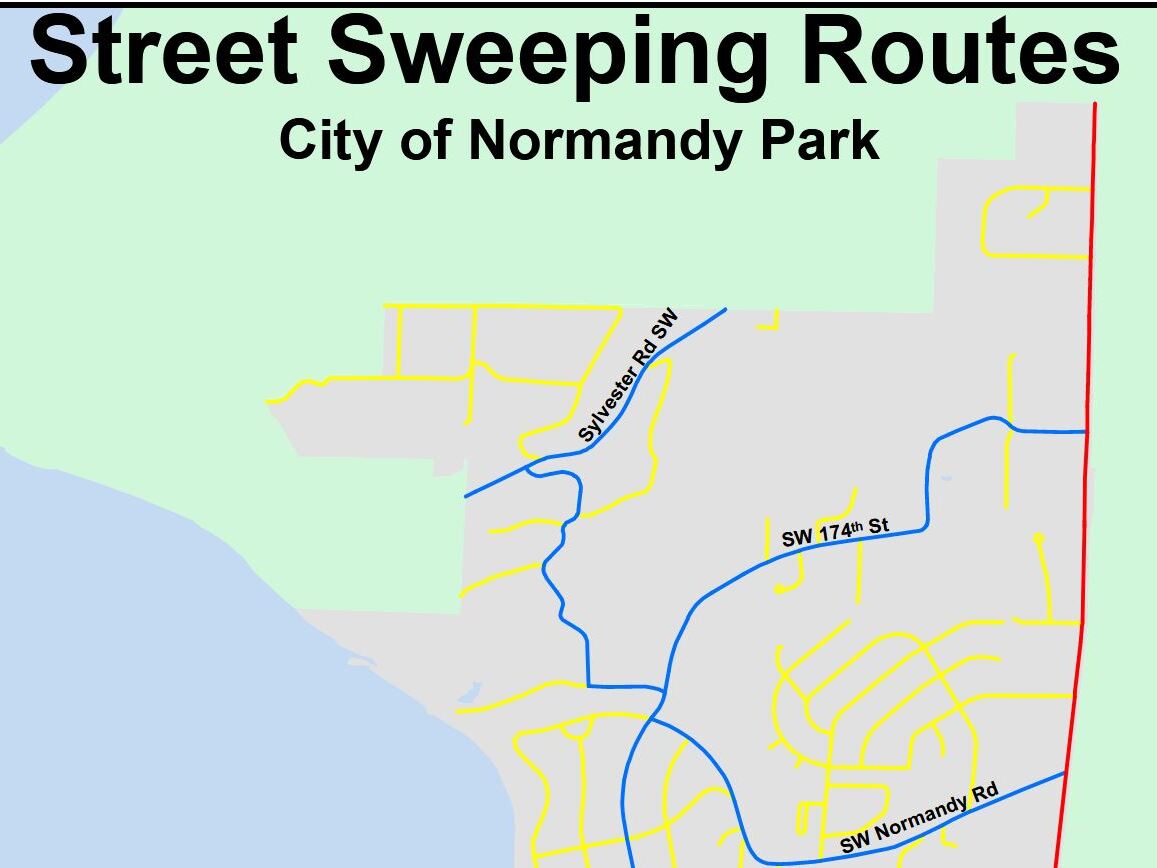 Street Sweeping Routes
City of Normandy Park
Sylvester Rd SW
SW 174th St
SW Normandy Rd